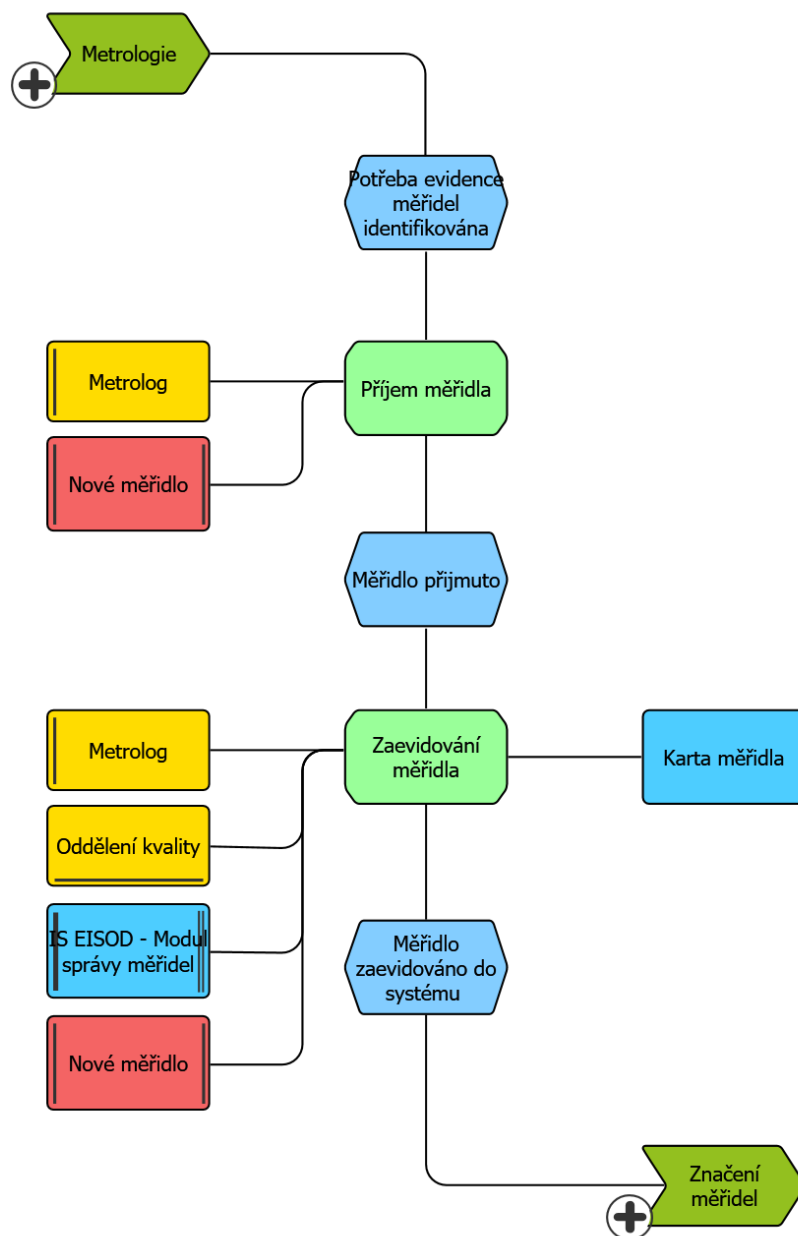 Metrologie
Potřeba evidence
měřidel
identifikována
Metrolog
Příjem měřidla
Nové měřidlo
Měřidlo přijmuto
Metrolog
Zaevidování
měřidla
Karta měřidla
Oddělení kvality
IS EISOD - Modul
správy měřidel
Měřidlo
zaevidováno do
systému
Nové měřidlo
Značení
měřidel